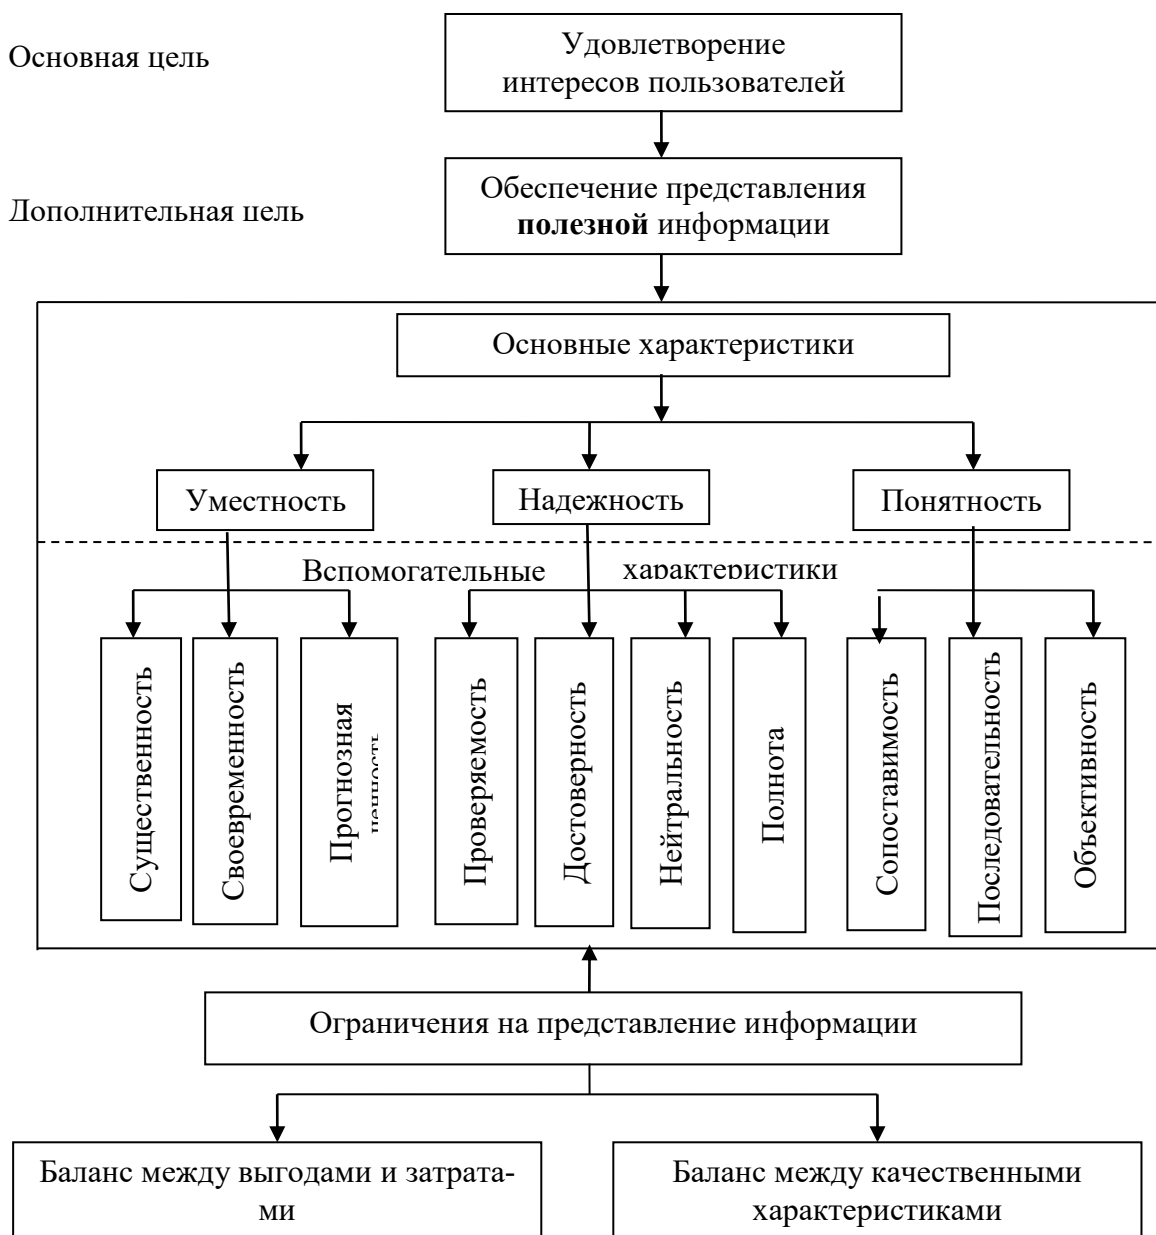 Основная цель
Удовлетворение
интересов пользователей
Дополнительная цель
Обеспечение представления
полезной информации
Основные характеристики
Уместность
Надежность
Понятность
Вспомогательные характеристики
Существенность
Своевременность
Прогнозная
ценность
Проверяемость
Достоверность
Нейтральность
Полнота
Сопоставимость
Последовательность
Объективность
Ограничения на представление информации
Баланс между выгодами и затрата-
ми
Баланс между качественными
характеристиками